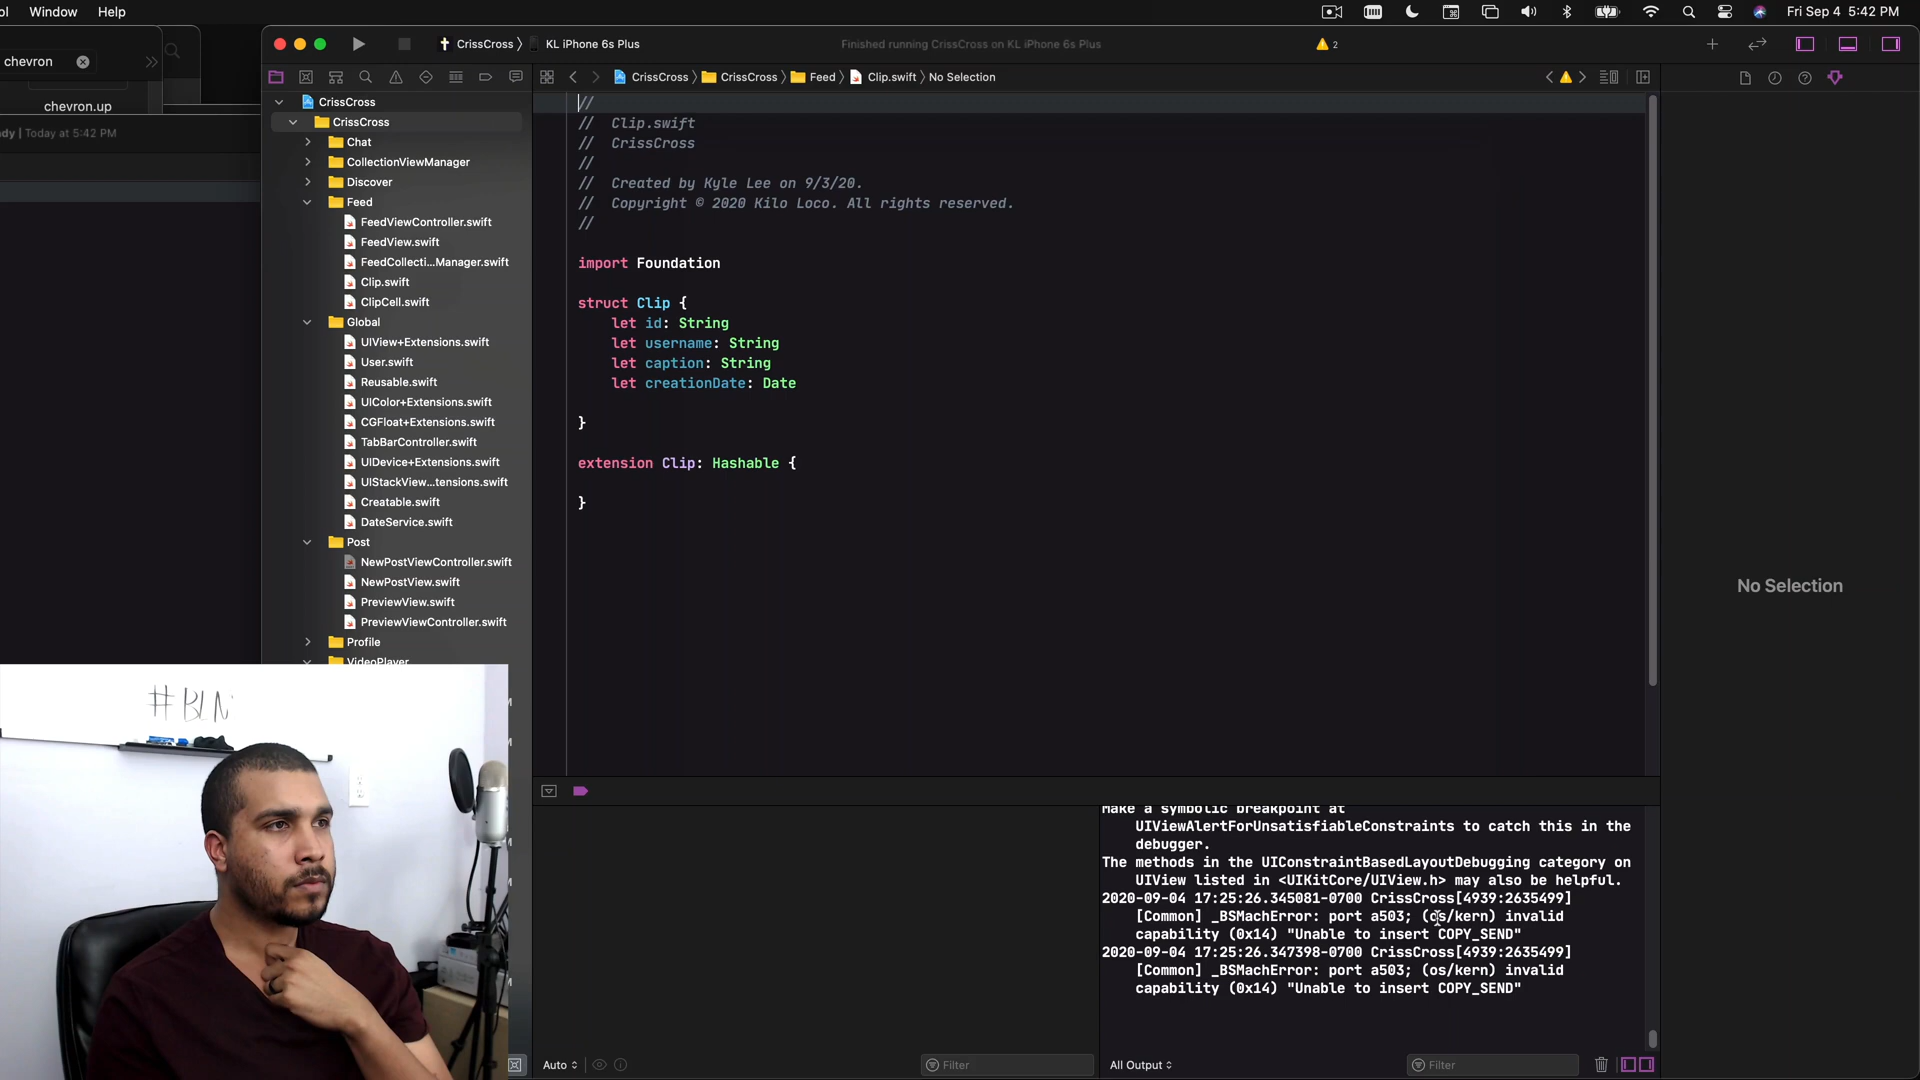 ol Window Help
Fri Sep 4 5:42 PM
chevron
chevron.up
dy | Today at 5:42 PM
CrissCross 〉 KL iPhone 6s Plus
Finished running CrissCross on KL iPhone 6s Plus
2
CrissCross 〉 CrissCross 〉 Feed 〉 Clip.swift 〉 No Selection
CrissCross
CrissCross
Chat
CollectionViewManager
Discover
Feed
FeedViewController.swift
FeedView.swift
FeedCollecti...Manager.swift
Clip.swift
ClipCell.swift
Global
UIView+Extensions.swift
User.swift
Reusable.swift
UIColor+Extensions.swift
CGFloat+Extensions.swift
TabBarController.swift
UIDevice+Extensions.swift
UIStackView...tensions.swift
Creatable.swift
DateService.swift
Post
NewPostViewController.swift
NewPostView.swift
PreviewView.swift
PreviewViewController.swift
Profile
VideoPlayer
//
// Clip.swift
// CrissCross
//
// Created by Kyle Lee on 9/3/20.
// Copyright © 2020 Kilo Loco. All rights reserved.
//
import Foundation
struct Clip {
let id: String
let username: String
let caption: String
let creationDate: Date
}
extension Clip: Hashable {
}
No Selection
Make a symbolic breakpoint at
UIViewAlertForUnsatisfiableConstraints to catch this in the
debugger.
The methods in the UIConstraintBasedLayoutDebugging category on
UIView listed in <UIKitCore/UIView.h> may also be helpful.
2020-09-04 17:25:26.345081-0700 CrissCross[4939:2635499]
[Common] _BSMachError: port a503; (os/kern) invalid
capability (0x14) "Unable to insert COPY_SEND"
2020-09-04 17:25:26.347398-0700 CrissCross[4939:2635499]
[Common] _BSMachError: port a503; (os/kern) invalid
capability (0x14) "Unable to insert COPY_SEND"
Auto
Filter
All Output
Filter
#BLM